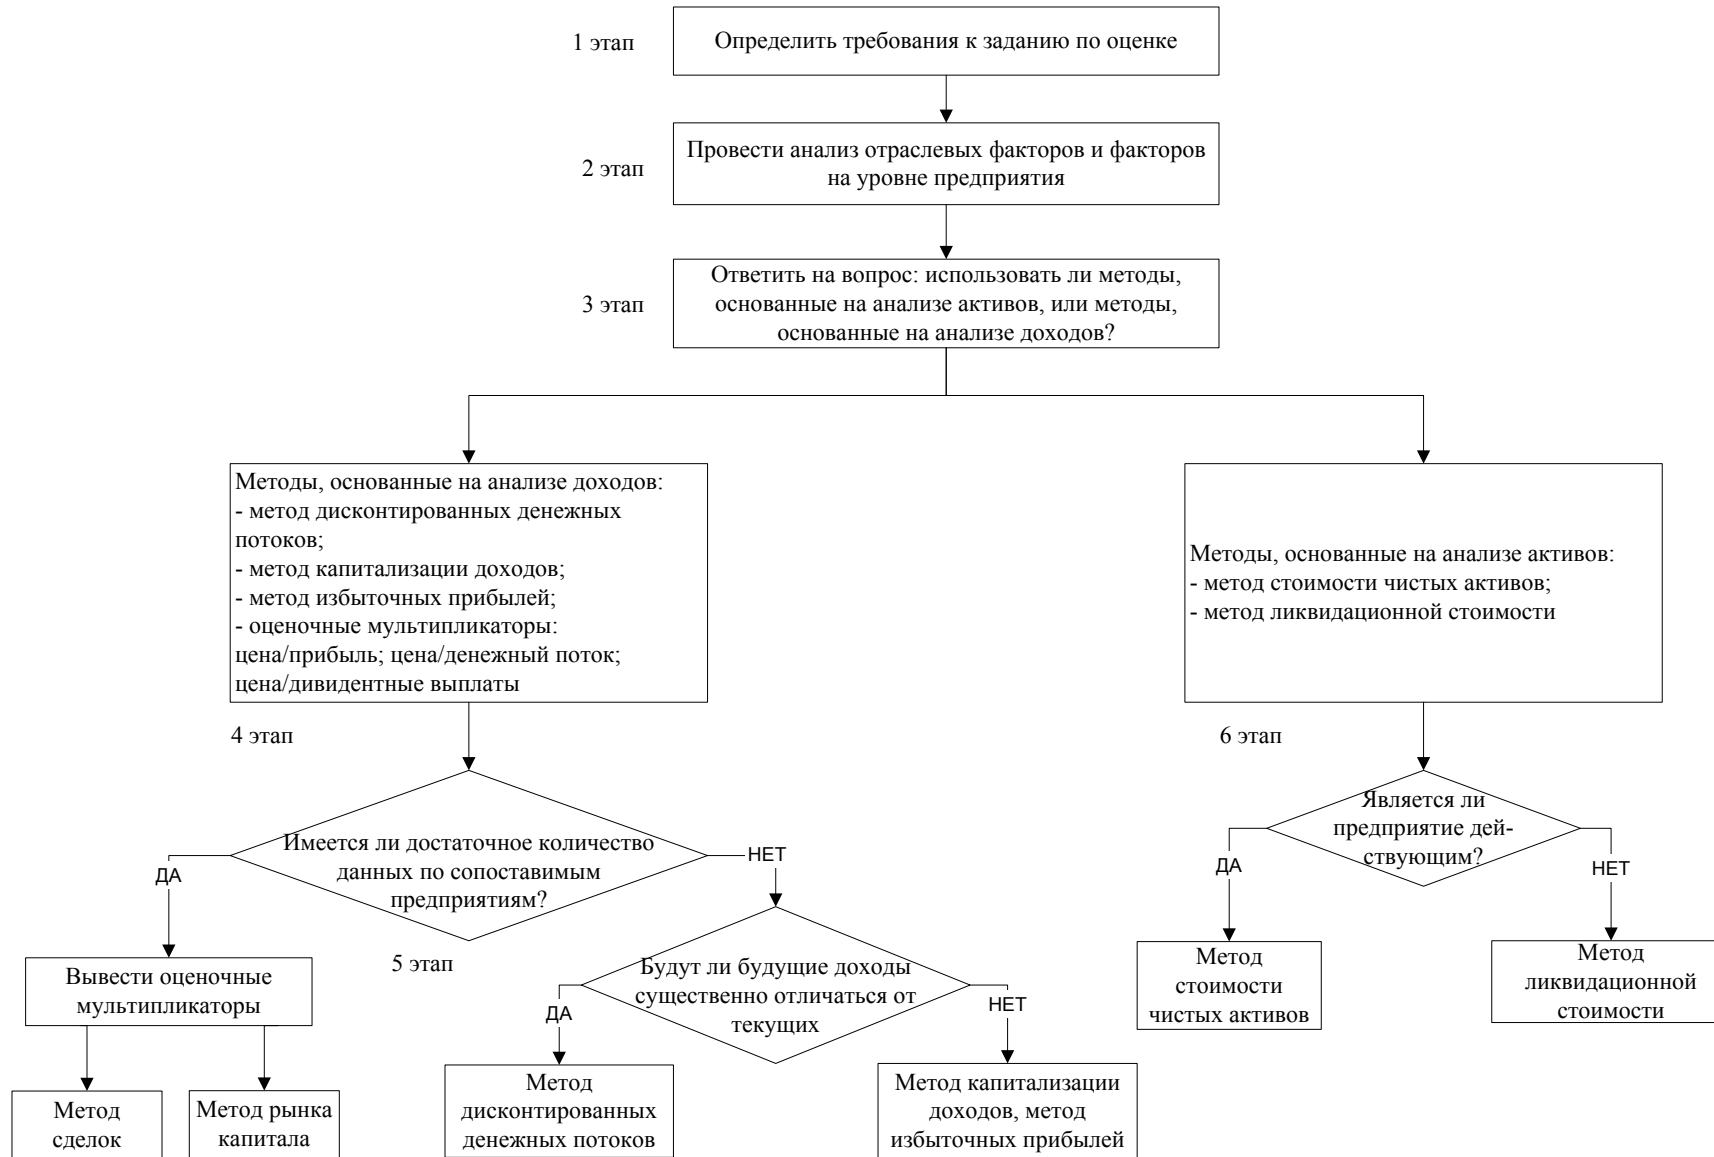 1 этап
Определить требования к заданию по оценке
2 этап
Провести анализ отраслевых факторов и факторов
на уровне предприятия
3 этап
Ответить на вопрос: использовать ли методы,
основанные на анализе активов, или методы,
основанные на анализе доходов?
Методы, основанные на анализе доходов:
- метод дисконтированных денежных
потоков;
- метод капитализации доходов;
- метод избыточных прибылей;
- оценочные мультипликаторы:
цена/прибыль; цена/денежный поток;
цена/дивидентные выплаты
Методы, основанные на анализе активов:
- метод стоимости чистых активов;
- метод ликвидационной стоимости
4 этап
6 этап
Имеется ли достаточное количество
данных по сопоставимым
предприятиям?
ДА
НЕТ
Является ли
предприятие дей-
ствующим?
ДА
НЕТ
Вывести оценочные
мультипликаторы
5 этап
Будут ли будущие доходы
существенно отличаться от
текущих
ДА
НЕТ
Метод
стоимости
чистых активов
Метод
ликвидационной
стоимости
Метод
сделок
Метод рынка
капитала
Метод
дисконтированных
денежных потоков
Метод капитализации
доходов, метод
избыточных прибылей